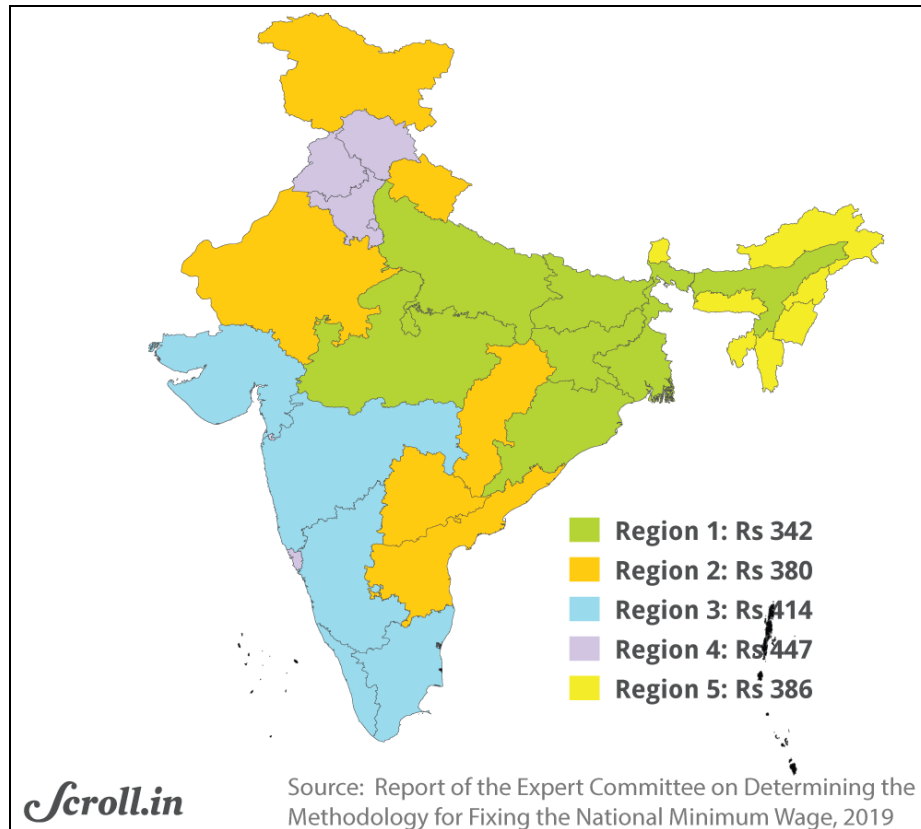 Region 1: Rs 342
Region 2: Rs 380
Region 3: Rs 414
Region 4: Rs 447
Region 5: Rs 386
Scroll.in
Source: Report of the Expert Committee on Determining the
Methodology for Fixing the National Minimum Wage, 2019